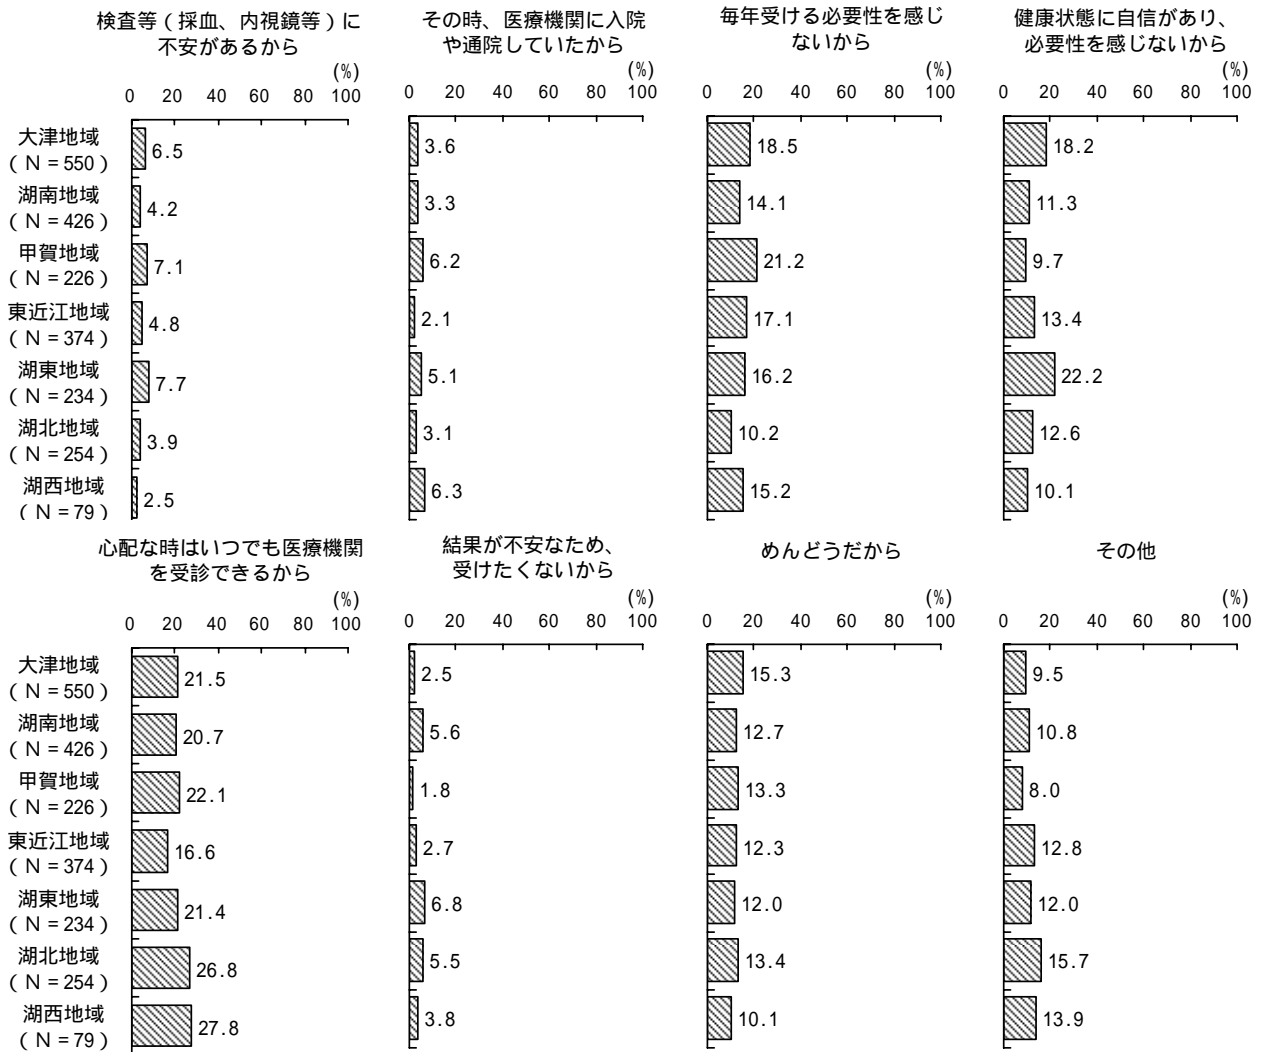 検査等（採血、内視鏡等）に
不安があるから
その時、医療機関に入院
や通院していたから
毎年受ける必要性を感じ
ないから
健康状態に自信があり、
必要性を感じないから
(%) (%) (%) (%)
0 20 40 60 80 100 0 20 40 60 80 100 0 20 40 60 80 100 0 20 40 60 80 100
大津地域
（Ｎ＝550） 6.5 3.6 18.5 18.2
湖南地域
（Ｎ＝426） 4.2 3.3 14.1 11.3
甲賀地域
（Ｎ＝226） 7.1 6.2 21.2 9.7
東近江地域
（Ｎ＝374） 4.8 2.1 17.1 13.4
湖東地域
（Ｎ＝234） 7.7 5.1 16.2 22.2
湖北地域
（Ｎ＝254） 3.9 3.1 10.2 12.6
湖西地域
（Ｎ＝79） 2.5 6.3 15.2 10.1
心配な時はいつでも医療機関
を受診できるから
結果が不安なため、
受けたくないから
めんどうだから
その他
(%) (%) (%) (%)
0 20 40 60 80 100 0 20 40 60 80 100 0 20 40 60 80 100 0 20 40 60 80 100
大津地域
（Ｎ＝550） 21.5 2.5 15.3 9.5
湖南地域
（Ｎ＝426） 20.7 5.6 12.7 10.8
甲賀地域
（Ｎ＝226） 22.1 1.8 13.3 8.0
東近江地域
（Ｎ＝374） 16.6 2.7 12.3 12.8
湖東地域
（Ｎ＝234） 21.4 6.8 12.0 12.0
湖北地域
（Ｎ＝254） 26.8 5.5 13.4 15.7
湖西地域
（Ｎ＝79） 27.8 3.8 10.1 13.9